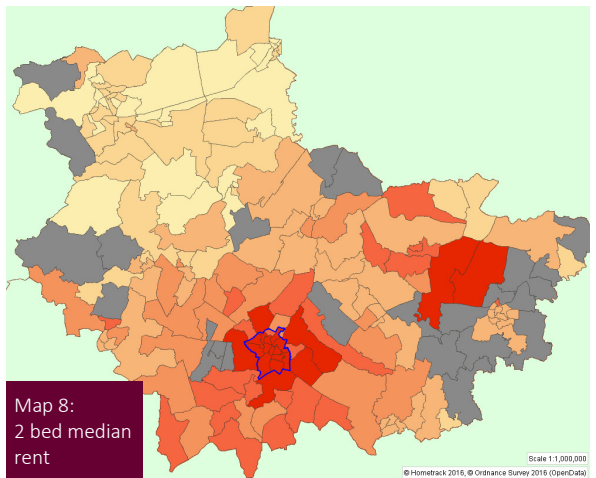 Map 8:
2 bed median
rent
Scale 1:1,000,000
© Hometrack 2016, © Ordnance Survey 2016 (OpenData)